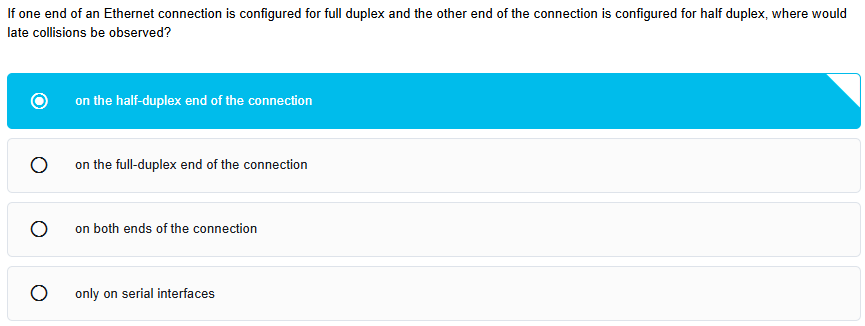 If one end of an Ethernet connection is configured for full duplex and the other end of the connection is configured for half duplex, where would
late collisions be observed?
on the half-duplex end of the connection
on the full-duplex end of the connection
on both ends of the connection
only on serial interfaces